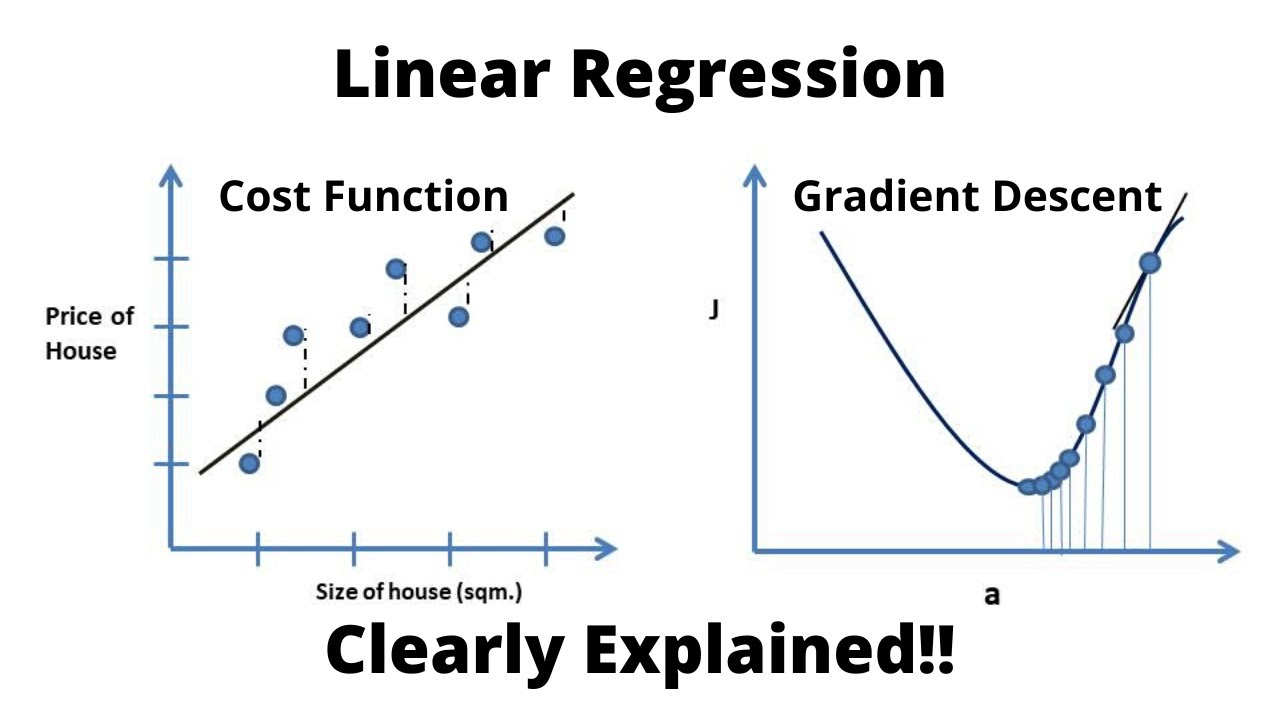 Linear Regression
Cost Function
Gradient Descent
Price of
House
J
Size of house (sqm.)
a
Clearly Explained!!